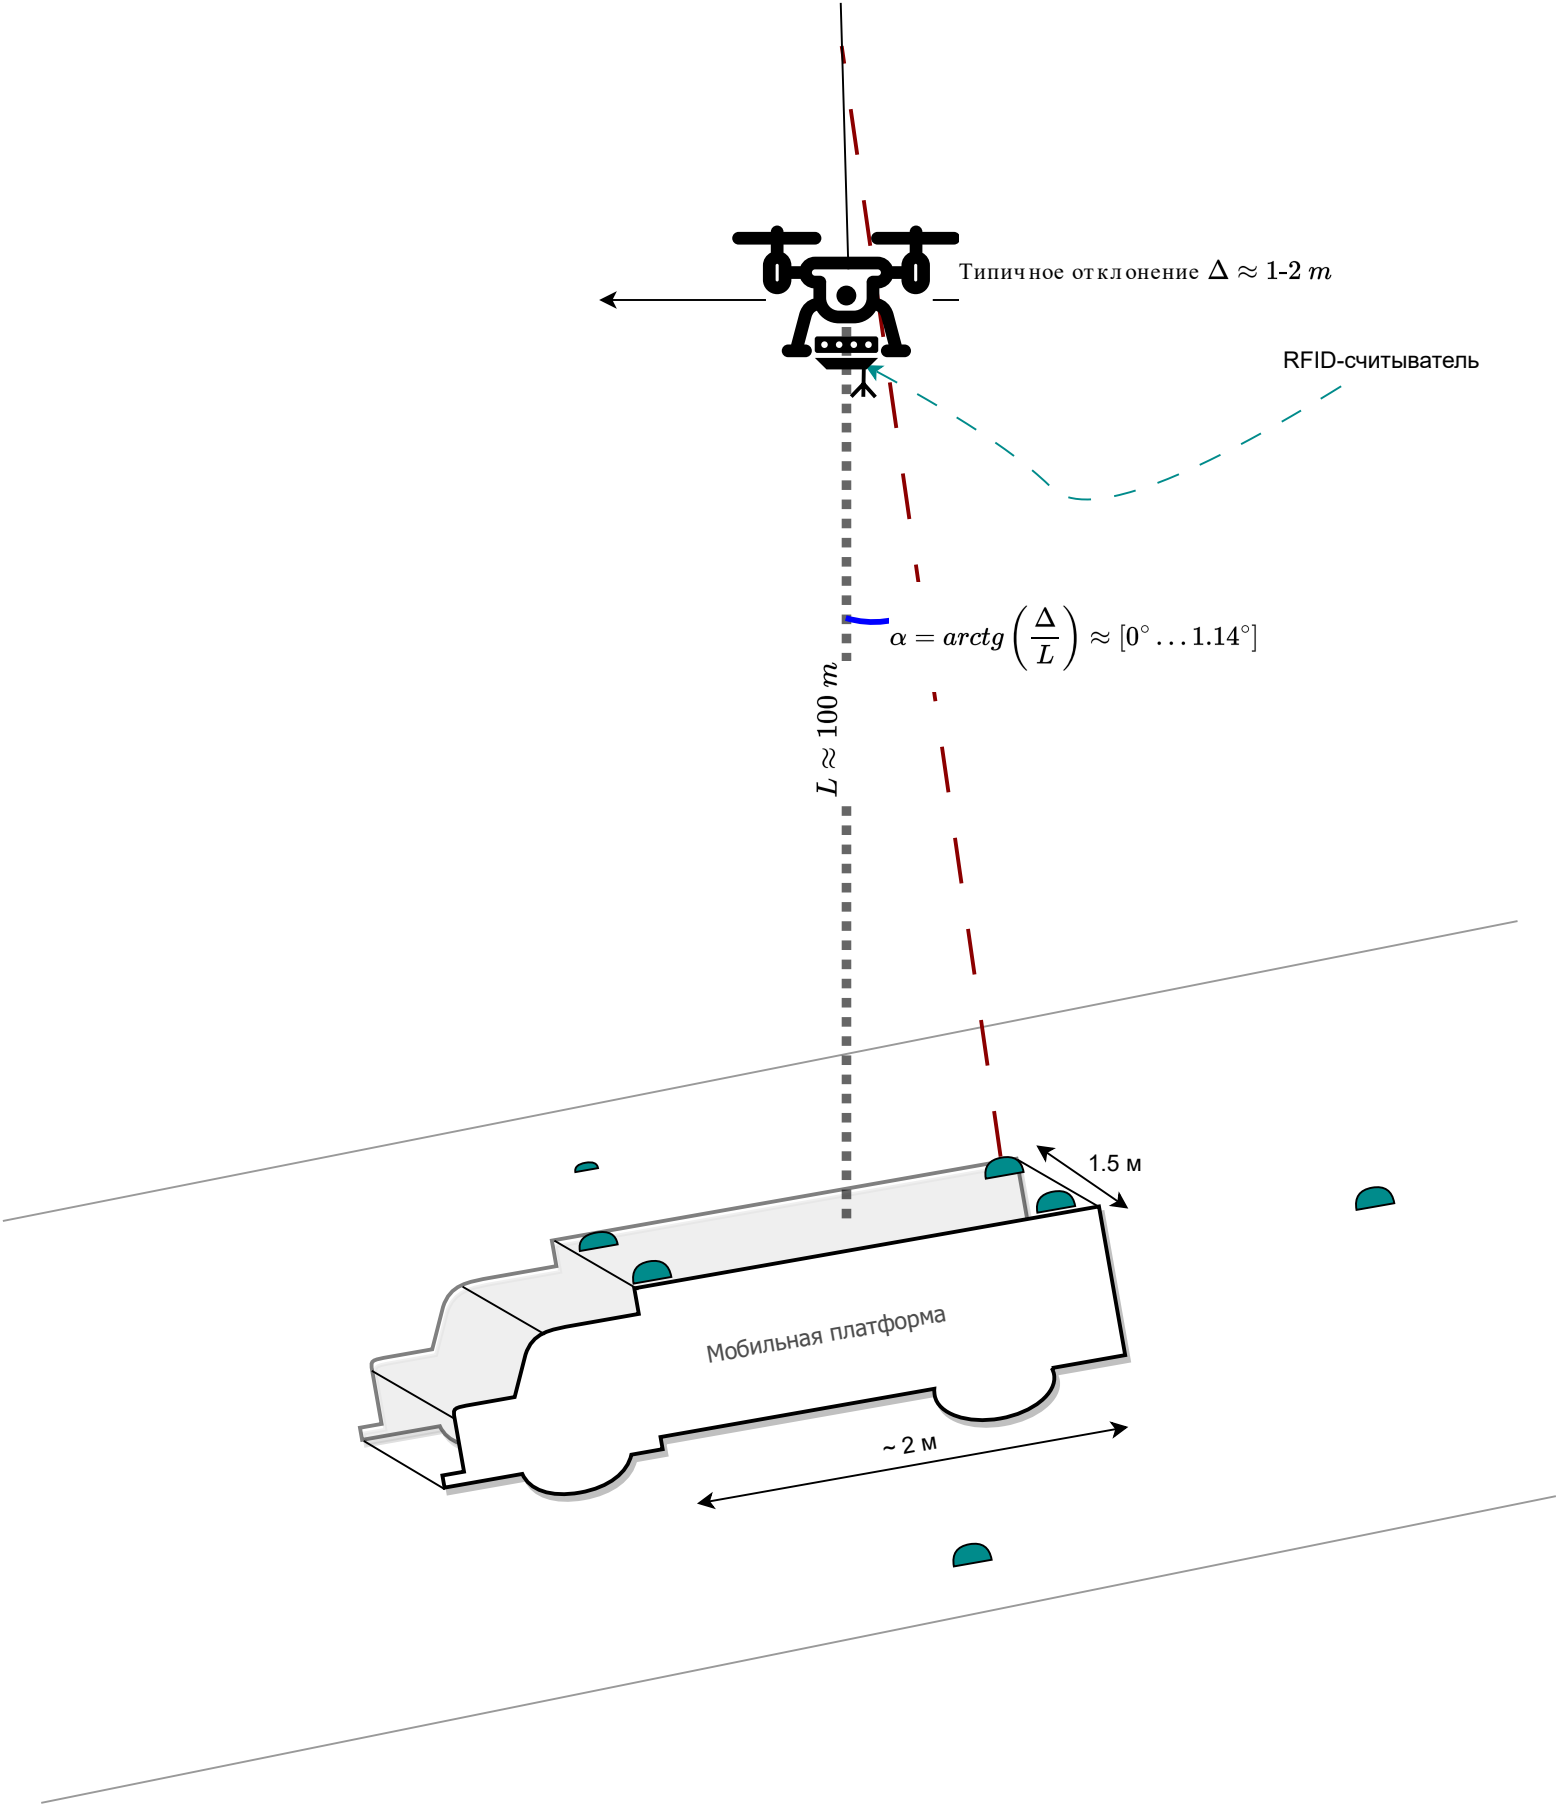 Типичное отклонение Δ ≈ 1-2 m
RFID-считыватель
α = arctg(Δ/L) ≈ [0° … 1.14°]
L ≈ 100 m
1.5 м
Мобильная платформа
~ 2 м